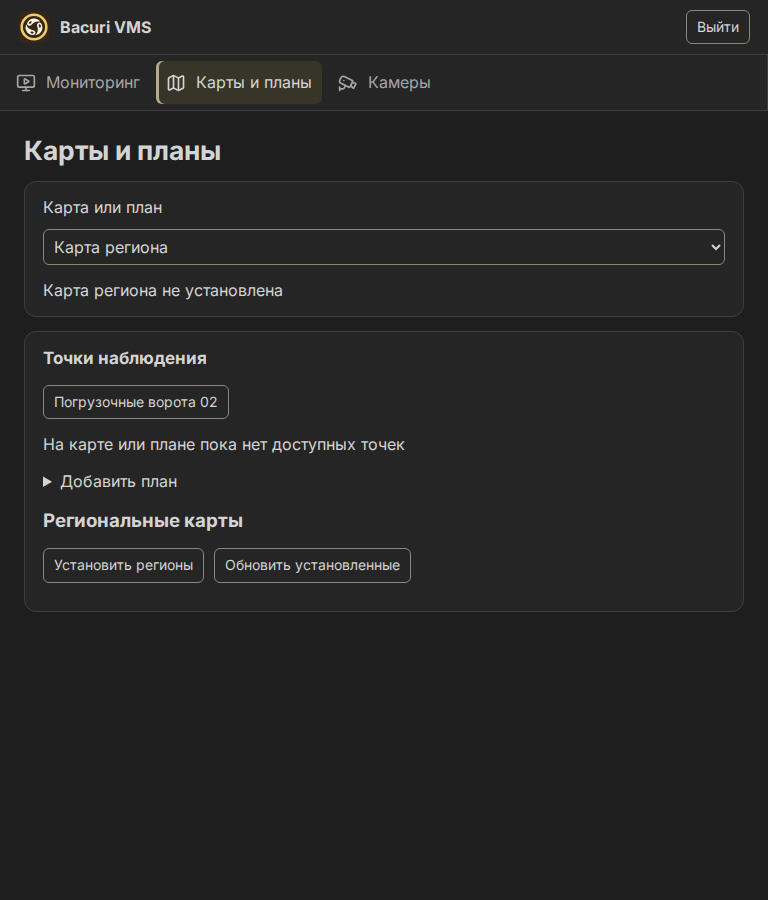 Bacuri VMS
Выйти
Мониторинг
Карты и планы
Камеры
Карты и планы
Карта или план
Карта региона
Карта региона не установлена
Точки наблюдения
Погрузочные ворота 02
На карте или плане пока нет доступных точек
Добавить план
Региональные карты
Установить регионы
Обновить установленные